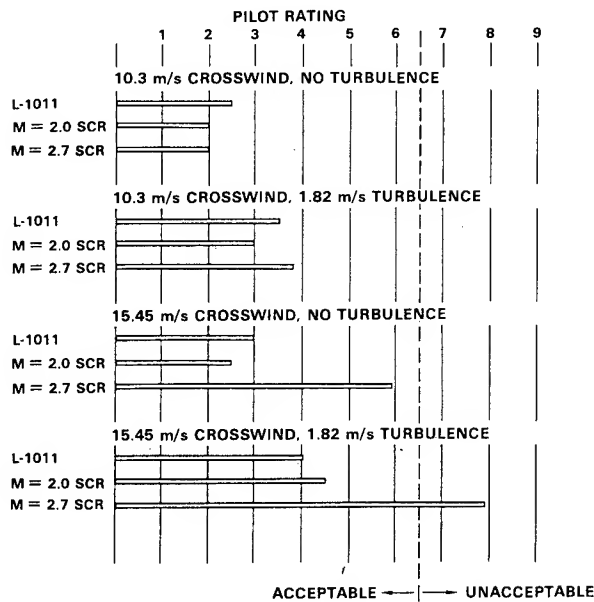 PILOT RATING
1 2 3 4 5 6 7 8 9
10.3 m/s CROSSWIND, NO TURBULENCE
L-1011
M = 2.0 SCR
M = 2.7 SCR
10.3 m/s CROSSWIND, 1.82 m/s TURBULENCE
L-1011
M = 2.0 SCR
M = 2.7 SCR
15.45 m/s CROSSWIND, NO TURBULENCE
L-1011
M = 2.0 SCR
M = 2.7 SCR
15.45 m/s CROSSWIND, 1.82 m/s TURBULENCE
L-1011
M = 2.0 SCR
M = 2.7 SCR
ACCEPTABLE UNACCEPTABLE